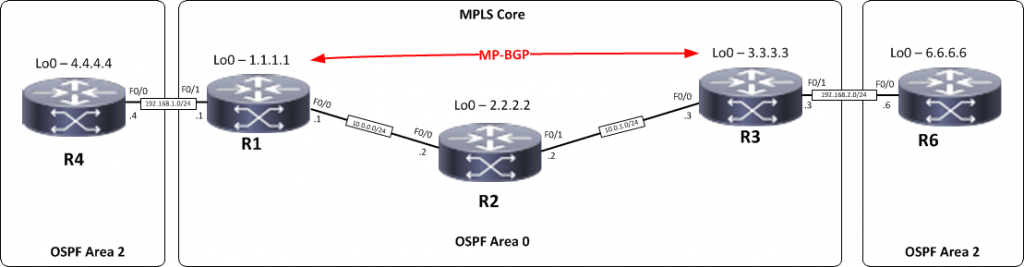 MPLS Core
MP-BGP
Lo0 – 4.4.4.4
Lo0 – 1.1.1.1
Lo0 – 2.2.2.2
Lo0 – 3.3.3.3
Lo0 – 6.6.6.6
F0/0
192.168.1.0/24
F0/1
.4
.1
R4
R1
F0/0
.1
10.0.0.0/24
F0/0
.2
R2
F0/1
.2
10.0.1.0/24
F0/0
.3
R3
F0/1
192.168.2.0/24
F0/0
.3
.6
R6
OSPF Area 2
OSPF Area 0
OSPF Area 2